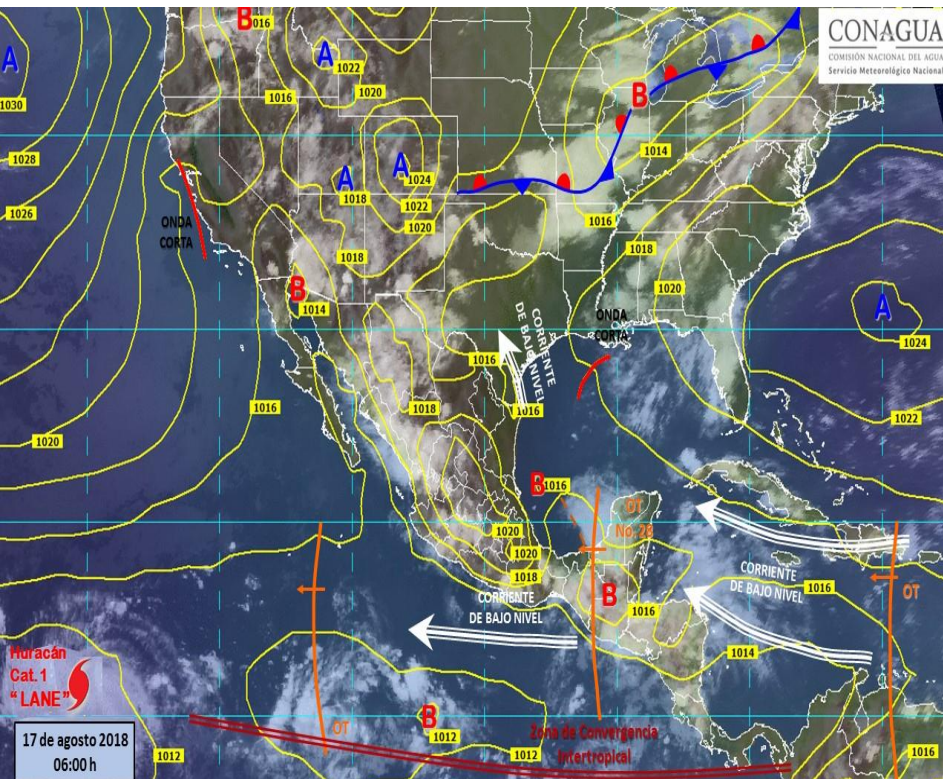 B
1016
CONAGUA
COMISIÓN NACIONAL DEL AGUA
Servicio Meteorológico Nacional
A
A
1022
1020
1030
1016
B
1014
1028
A
1024
A
1018
1022
1020
1026
1016
ONDA
CORTA
1018
1018
1020
B
1014
A
1024
ONDA
CORTA
CORRIENTE
DE BAJO NIVEL
1016
1016
1018
1016
1022
1020
B
1016
OT
No. 28
1020
1020
1018
CORRIENTE
DE BAJO NIVEL
CORRIENTE
DE BAJO NIVEL
1016
OT
B
1016
1014
Huracán
Cat. 1
"LANE"
B
1012
OT
Zona de Convergencia
Intertropical
17 de agosto 2018
06:00 h
1012
1012
1016